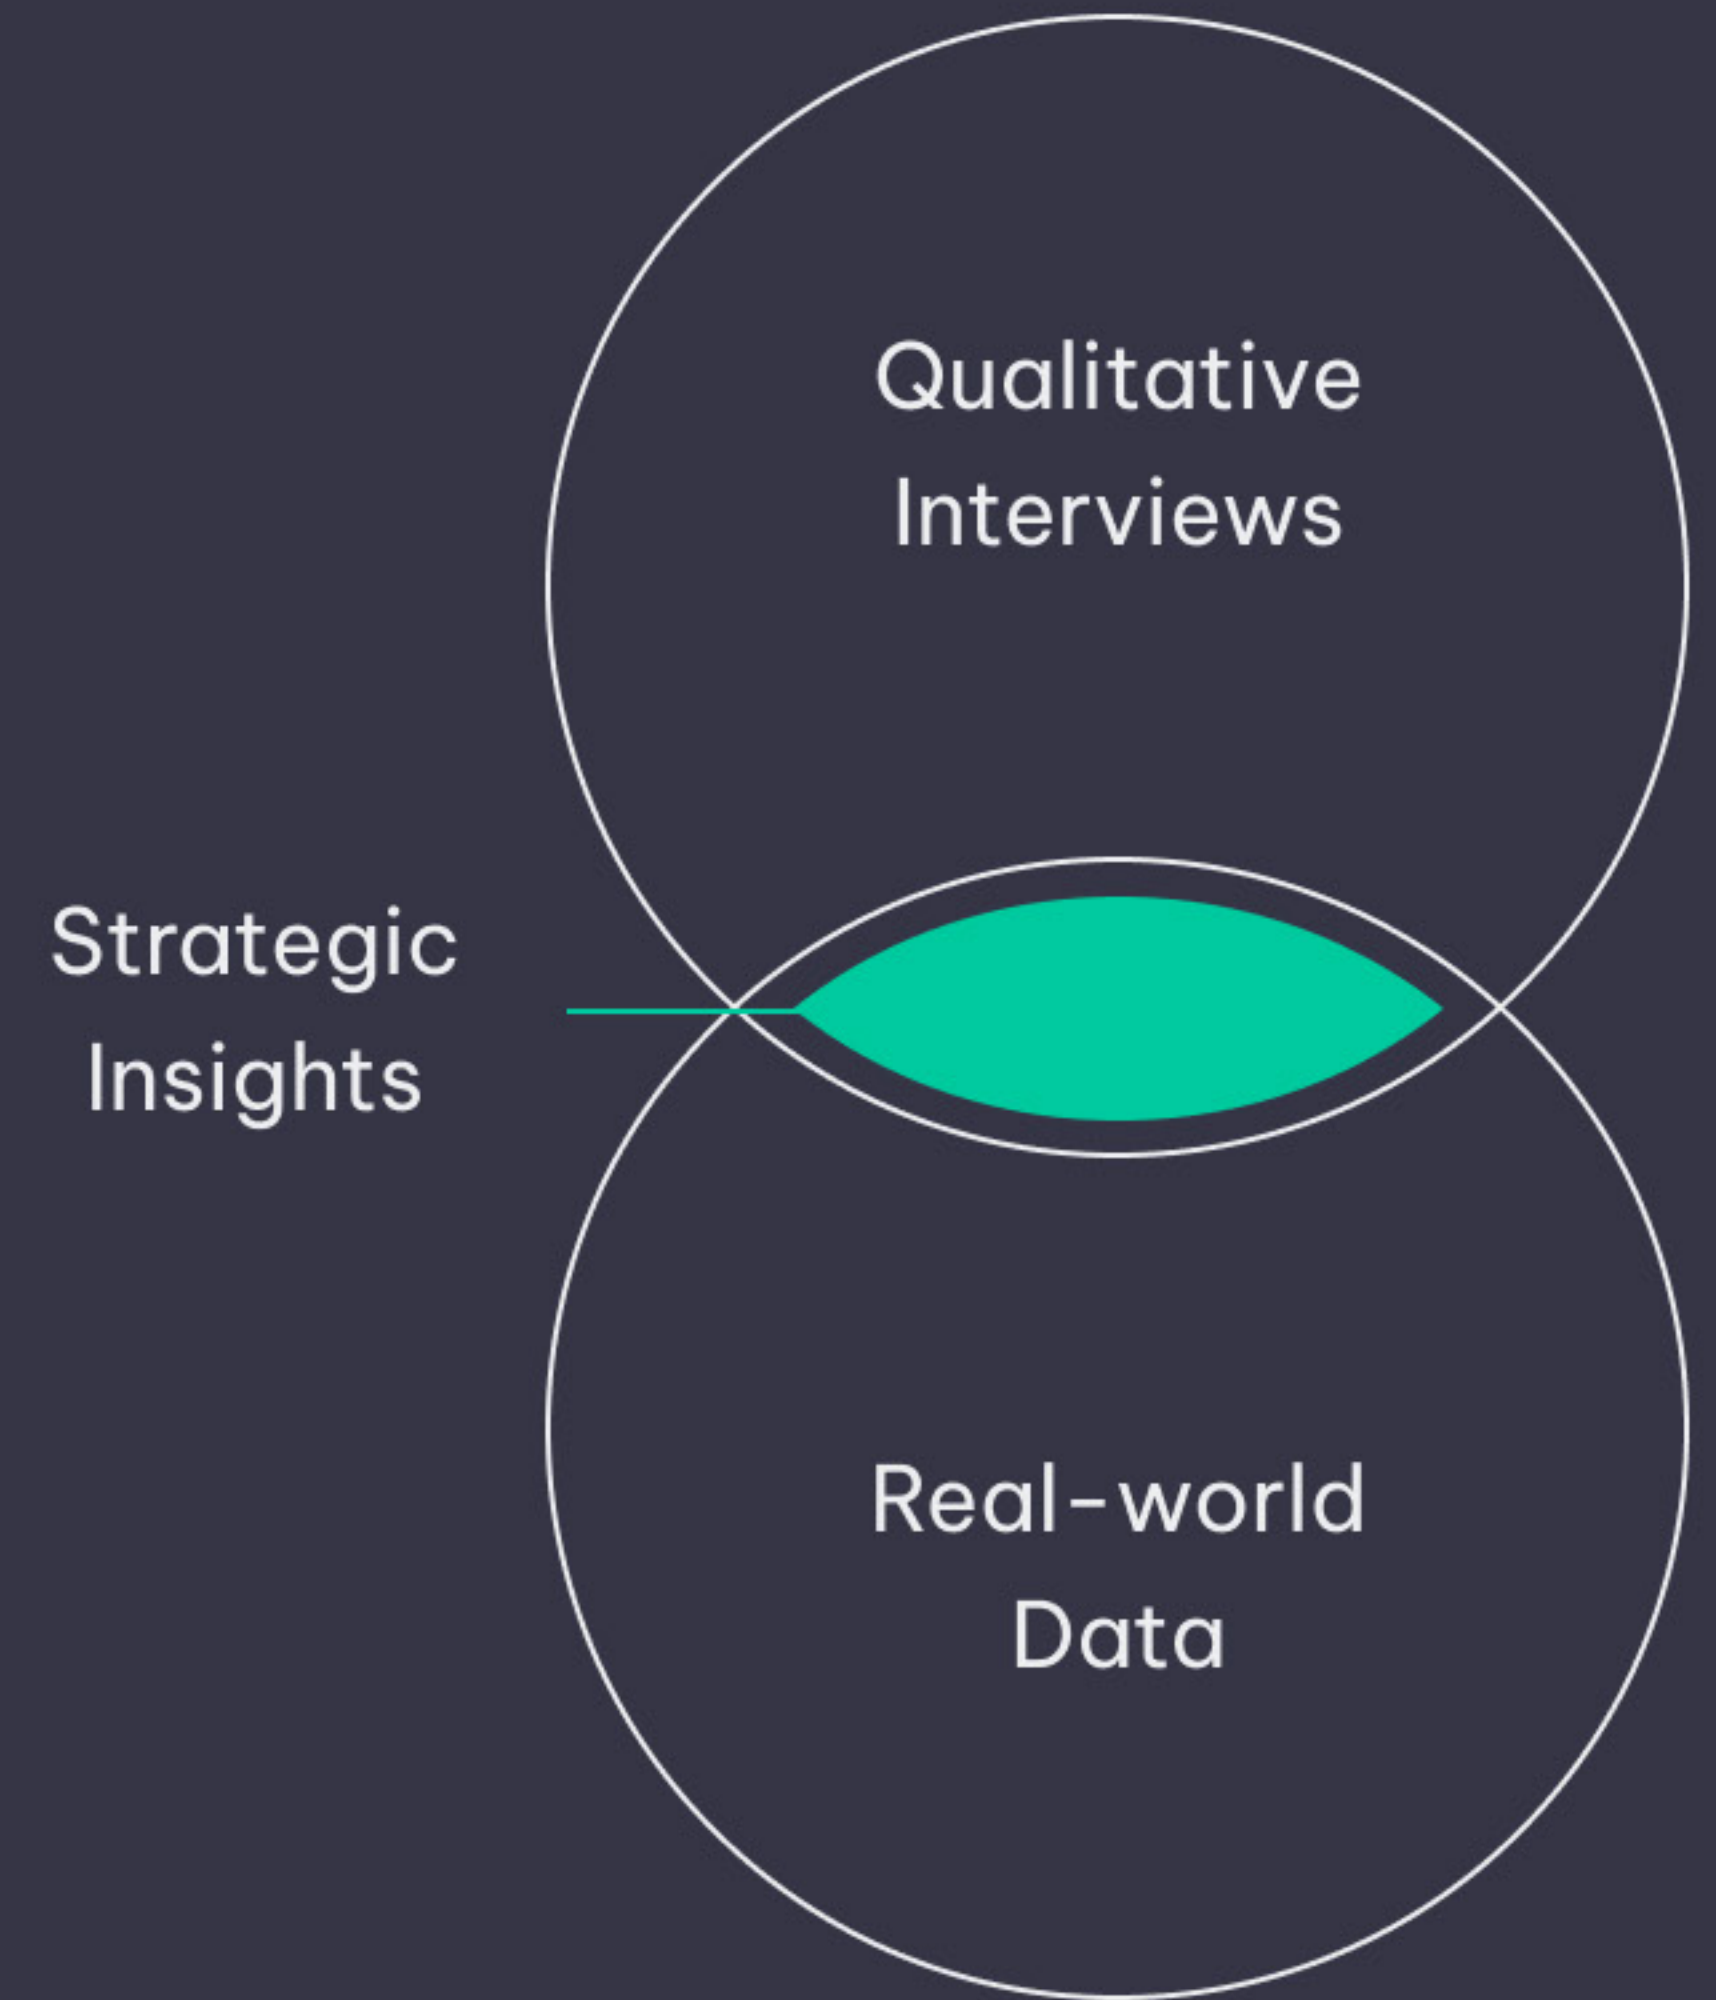 Qualitative
Interviews
Strategic
Insights
Real-world
Data